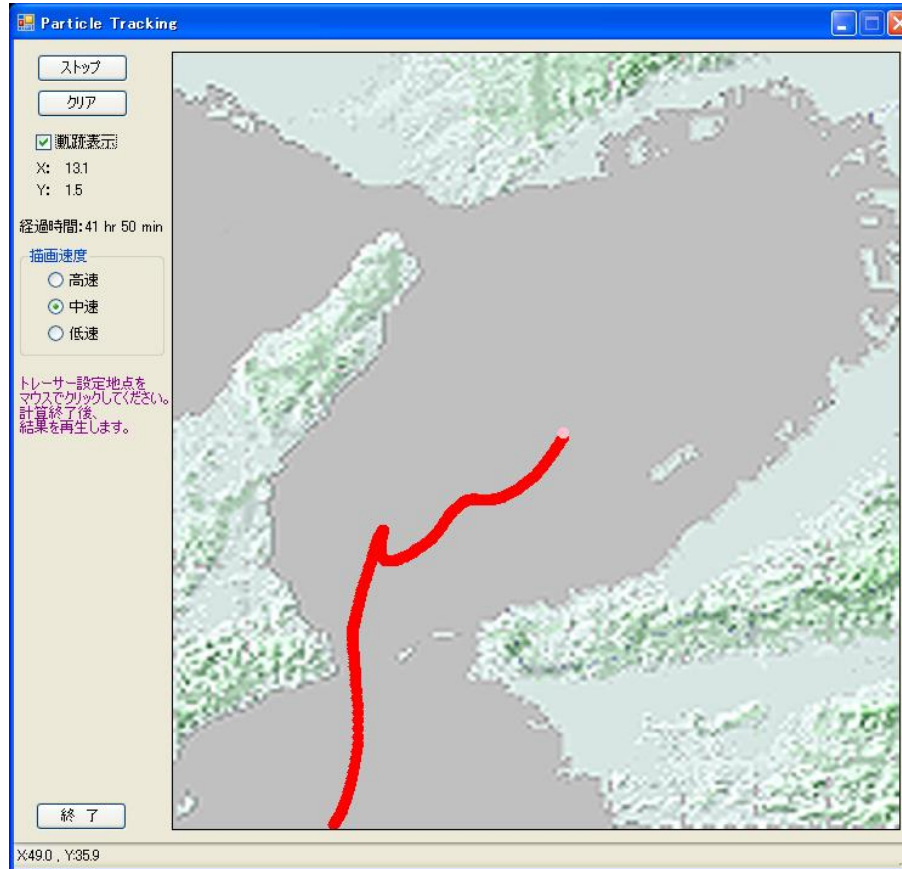 Particle Tracking
ストップ
クリア
軌跡表示
X: 13.1
Y: 1.5
経過時間:41 hr 50 min
描画速度
高速
中速
低速
トレーサー設定地点を
マウスでクリックしてください。
計算終了後、
結果を再生します。
終 了
X:49.0 , Y:35.9